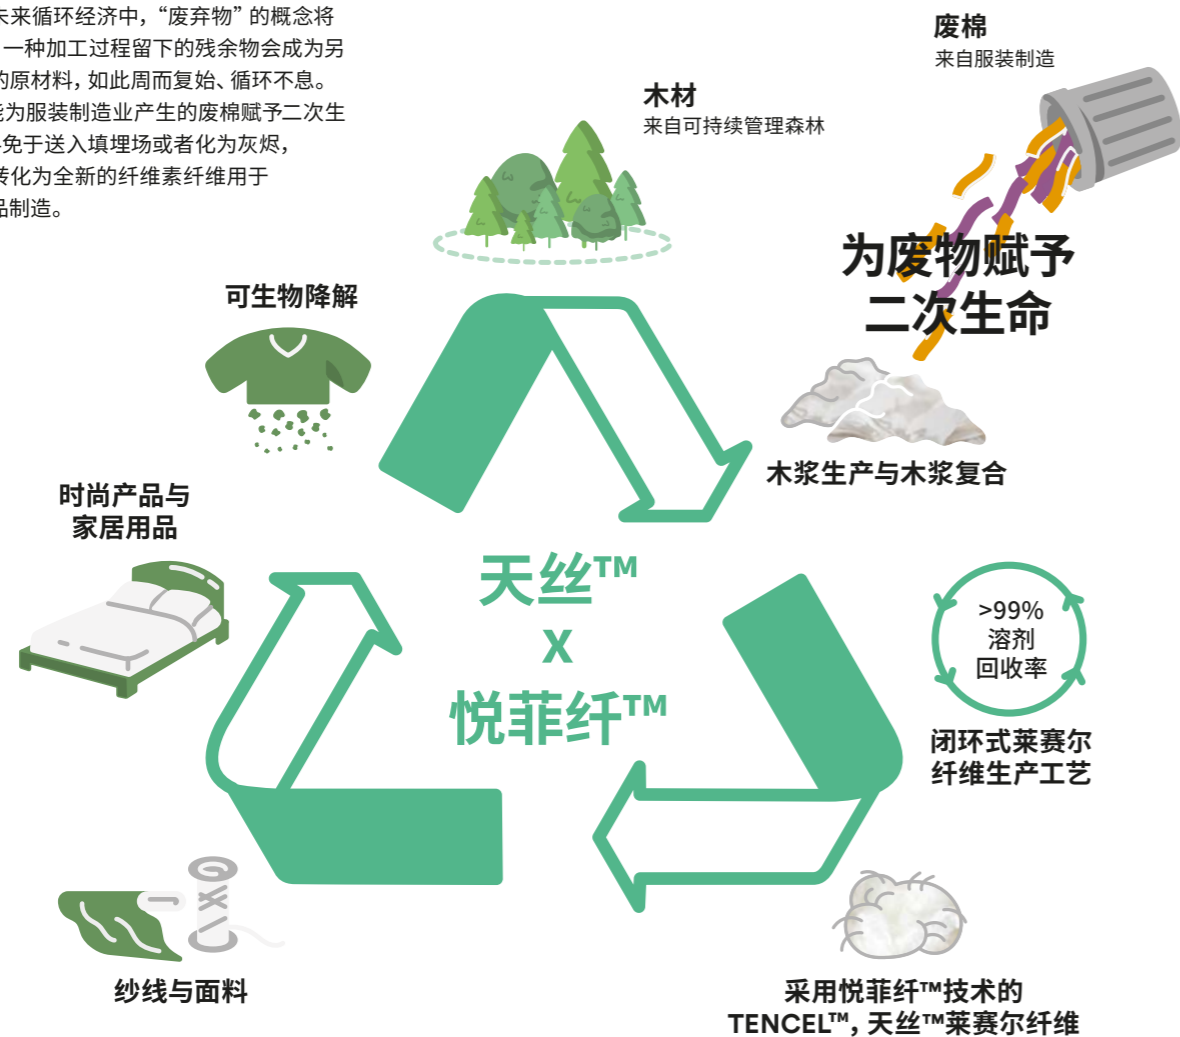 未来循环经济中，“废弃物” 的概念将
一种加工过程留下的残余物会成为另
的原材料，如此周而复始、循环不息。
能为服装制造业产生的废棉赋予二次生
免于送入填埋场或者化为灰烬，
转化为全新的纤维素纤维用于
品制造。
废棉
来自服装制造
木材
来自可持续管理森林
为废物赋予
二次生命
可生物降解
木浆生产与木浆复合
时尚产品与
家居用品
天丝™
X
悦菲纤™
>99%
溶剂
回收率
闭环式莱赛尔
纤维生产工艺
纱线与面料
采用悦菲纤™技术的
TENCEL™，天丝™莱赛尔纤维